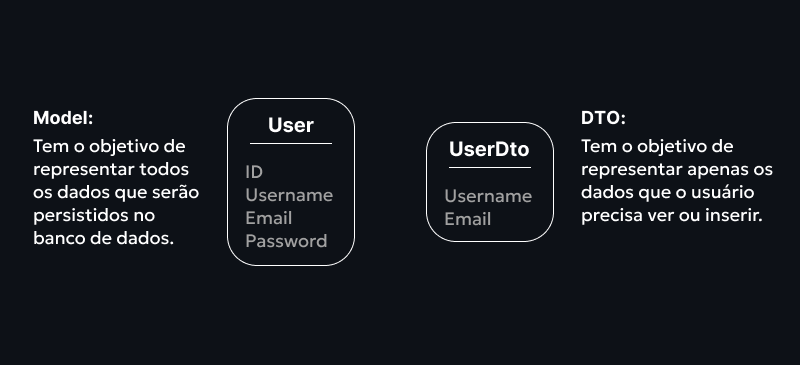 Model:
Tem o objetivo de
representar todos
os dados que serão
persistidos no
banco de dados.
User
ID
Username
Email
Password
UserDto
Username
Email
DTO:
Tem o objetivo de
representar apenas os
dados que o usuário
precisa ver ou inserir.